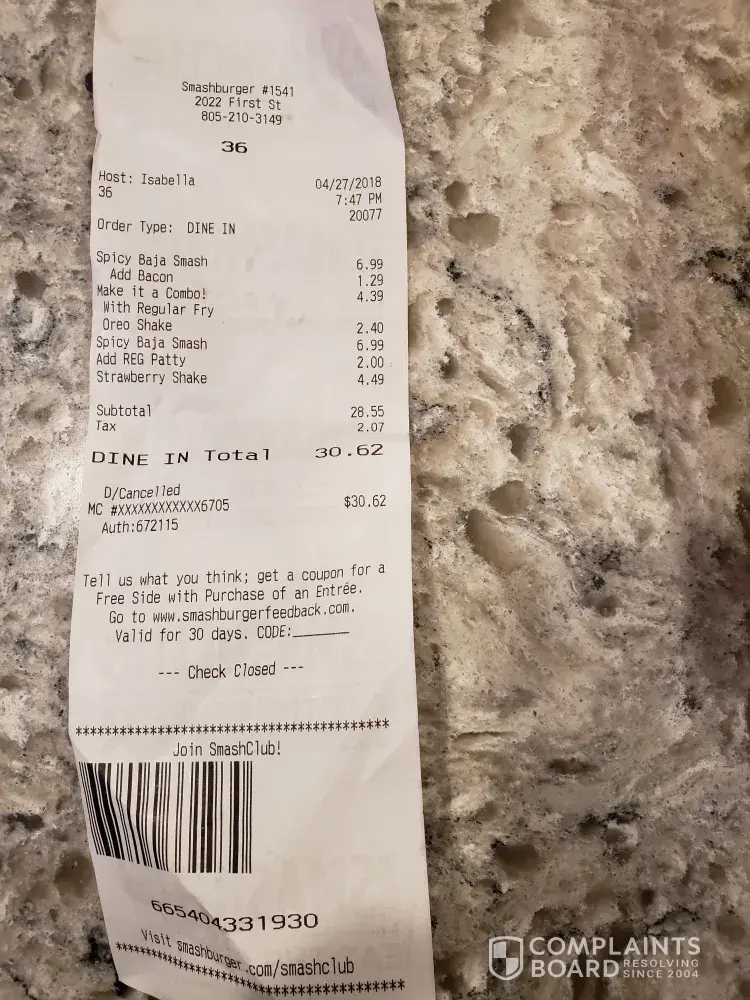 Smashburger #1541
2022 First St
805-210-3149
36
Host: Isabella 04/27/2018
36 7:47 PM
20077
Order Type: DINE IN
Spicy Baja Smash 6.99
Add Bacon 1.29
Make it a Combo! 4.39
With Regular Fry
Oreo Shake 2.40
Spicy Baja Smash 6.99
Add REG Patty 2.00
Strawberry Shake 4.49
Subtotal 28.55
Tax 2.07
DINE IN Total 30.62
D/Cancelled
MC #XXXXXXXXXXXX6705 $30.62
Auth:672115
Tell us what you think; get a coupon for a
Free Side with Purchase of an Entrée.
Go to www.smashburgerfeedback.com.
Valid for 30 days. CODE:_______
--- Check Closed ---
****************************************
Join SmashClub!
665404331930
Visit smashburger.com/smashclub
****************************************
COMPLAINTS
BOARD RESOLVING
SINCE 2004